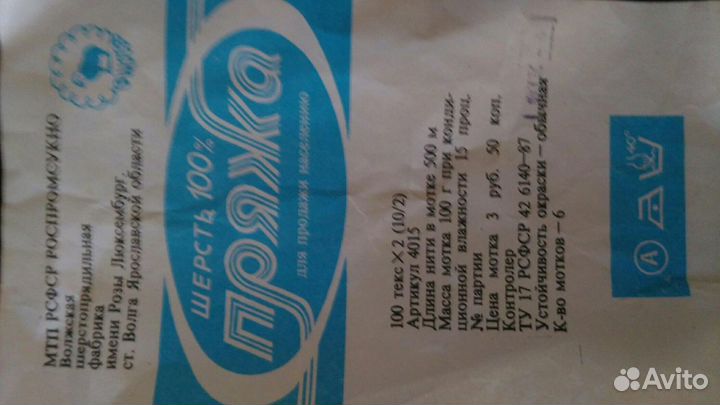 МТП РСФСР РОСПРОМСУКНО
Волжская
шерстопрядильная
фабрика
имени Розы Люксембург,
ст. Волга Ярославской области
ШЕРСТЬ 100%
пряжа
для продажи населению
100 текс×2 (10/2)
Артикул 4015
Длина нити в мотке 500 м
Масса мотка 100 г при конди-
ционной влажности 15 проц.
№ партии
Цена мотка 3 руб. 50 коп.
Контролер
ТУ 17 РСФСР 42 6140—87
Устойчивость окраски—обычная
К-во мотков—6
А
40°
Avito